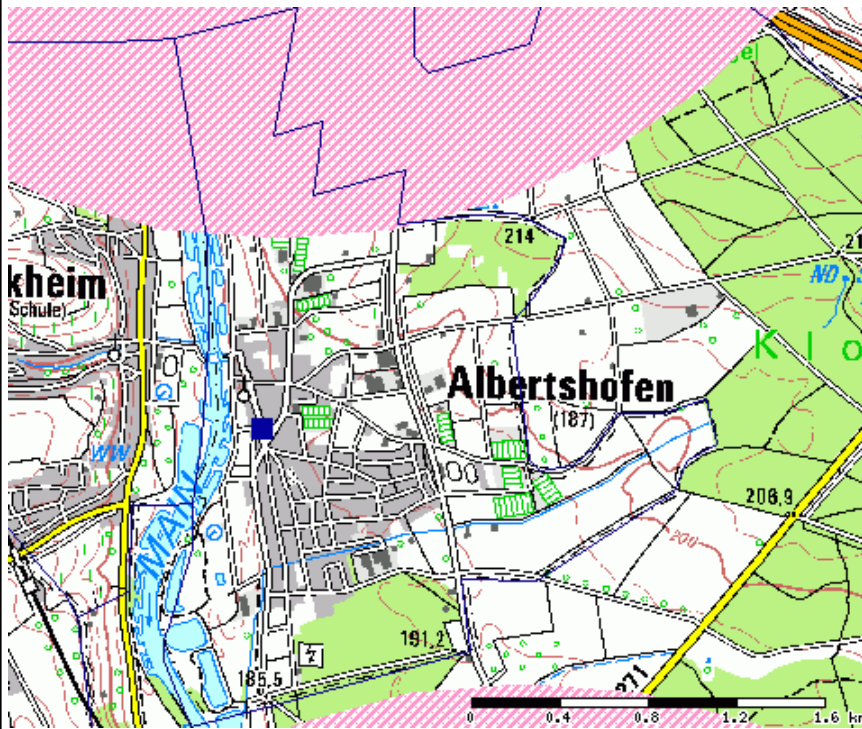 214
21
kheim
Schule)
ND
K l o
Albertshofen
(187)
WW
206,9
MAIN
200
191,2
271
185,5
0 0.4 0.8 1.2 1.6 km